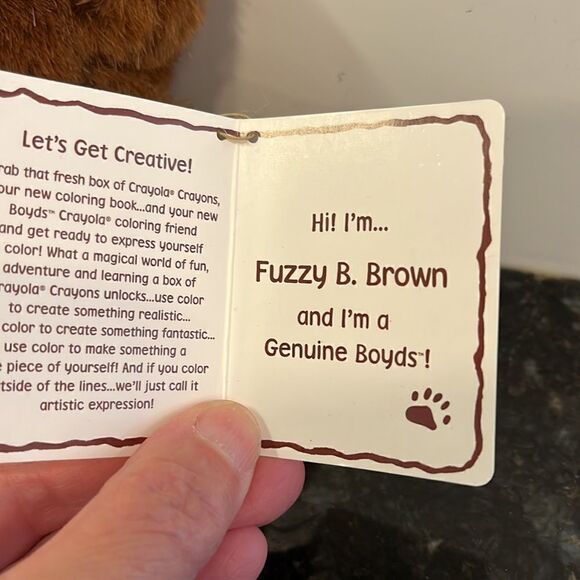 Let's Get Creative!
that fresh box of Crayola® Crayons,
your new coloring book...and your new
Boyds™ Crayola® coloring friend
and get ready to express yourself
color! What a magical world of fun,
adventure and learning a box of
Crayola® Crayons unlocks...use color
to create something realistic...
color to create something fantastic...
use color to make something a
piece of yourself! And if you color
outside of the lines...we'll just call it
artistic expression!
Hi! I'm...
Fuzzy B. Brown
and I'm a
Genuine Boyds™!